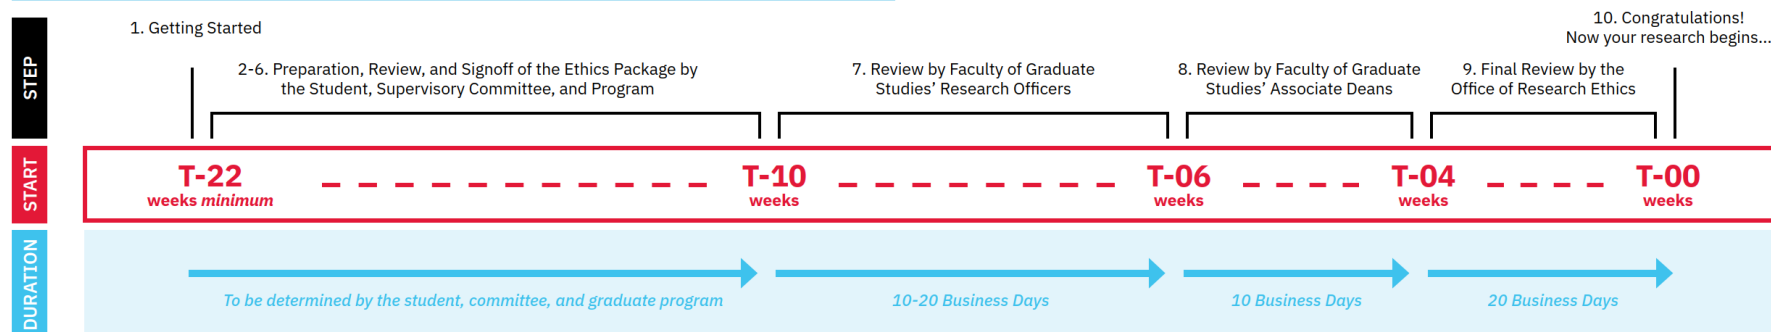 STEP
1. Getting Started
2-6. Preparation, Review, and Signoff of the Ethics Package by
the Student, Supervisory Committee, and Program
7. Review by Faculty of Graduate
Studies' Research Officers
8. Review by Faculty of Graduate
Studies' Associate Deans
9. Final Review by the
Office of Research Ethics
10. Congratulations!
Now your research begins...
START
T-22
weeks minimum
T-10
weeks
T-06
weeks
T-04
weeks
T-00
weeks
DURATION
To be determined by the student, committee, and graduate program
10-20 Business Days
10 Business Days
20 Business Days